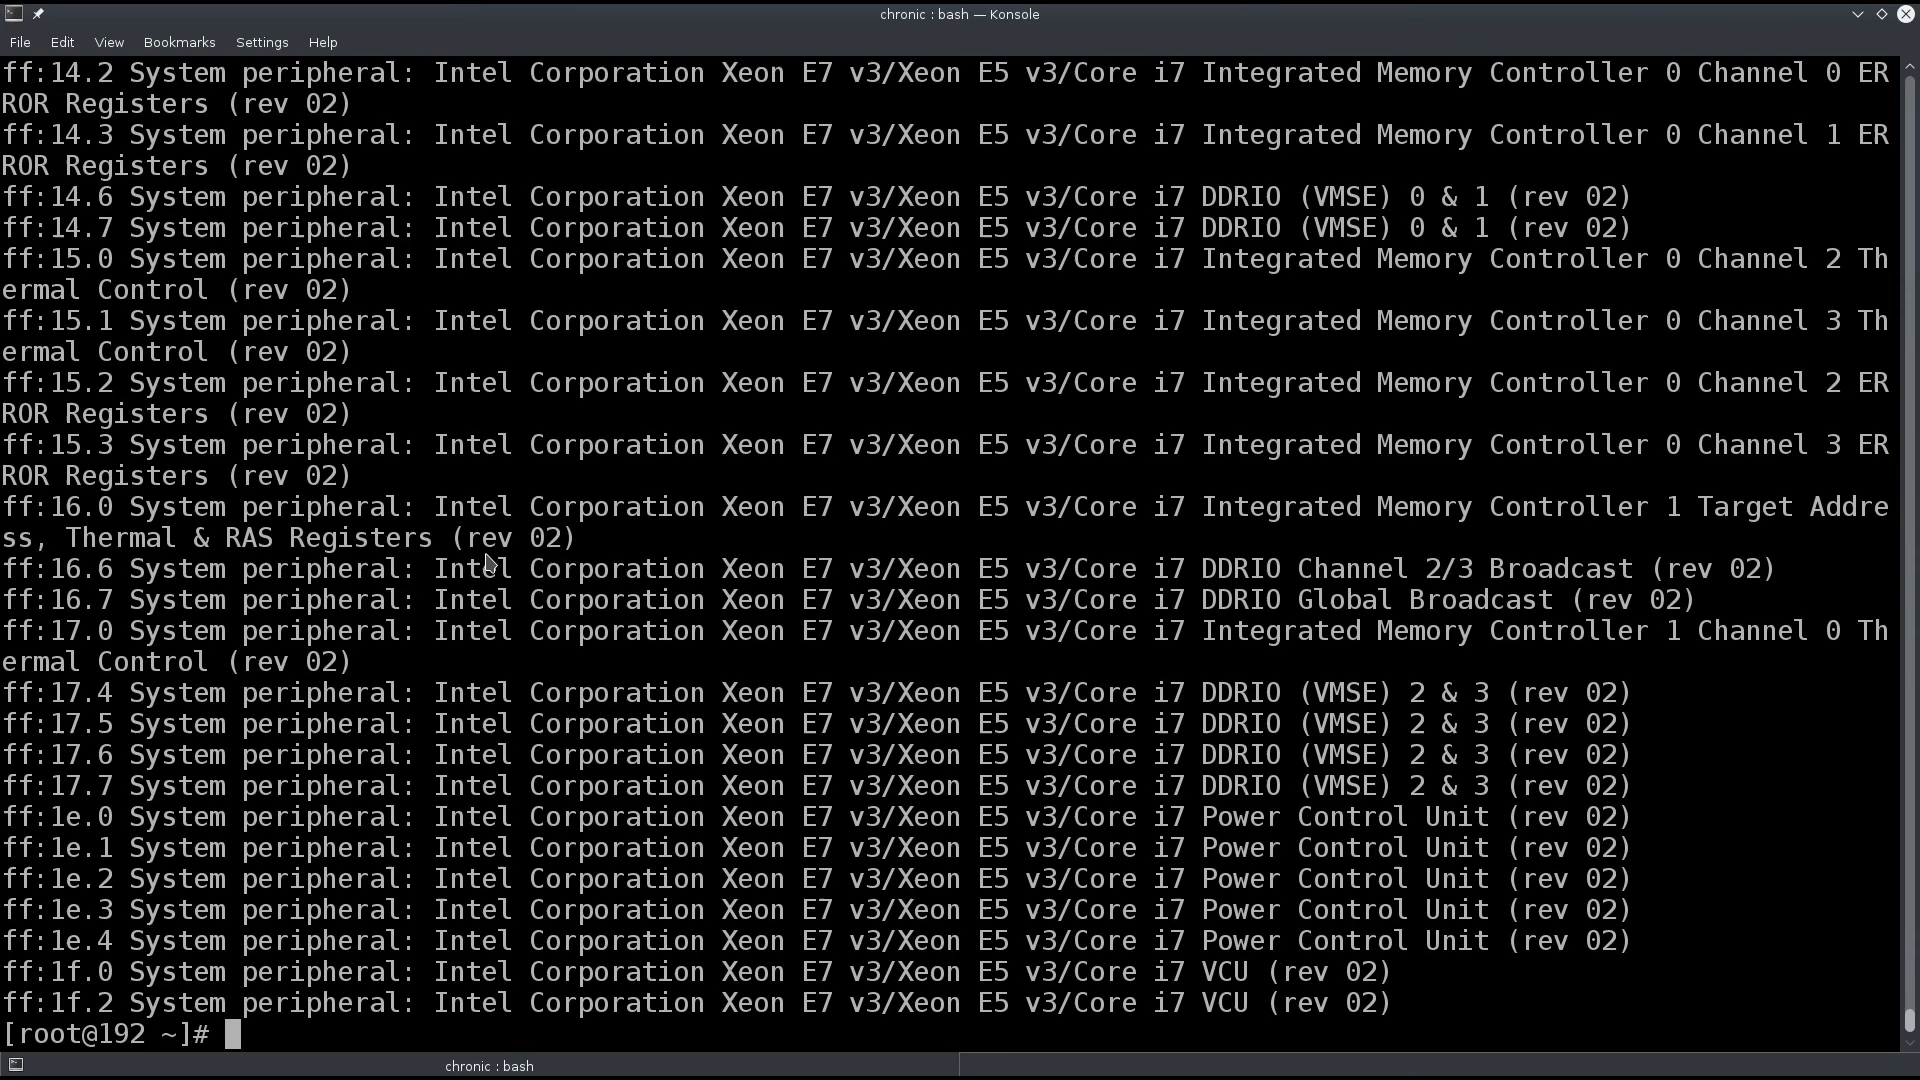 chronic : bash — Konsole
File Edit View Bookmarks Settings Help
ff:14.2 System peripheral: Intel Corporation Xeon E7 v3/Xeon E5 v3/Core i7 Integrated Memory Controller 0 Channel 0 ER
ROR Registers (rev 02)
ff:14.3 System peripheral: Intel Corporation Xeon E7 v3/Xeon E5 v3/Core i7 Integrated Memory Controller 0 Channel 1 ER
ROR Registers (rev 02)
ff:14.6 System peripheral: Intel Corporation Xeon E7 v3/Xeon E5 v3/Core i7 DDRIO (VMSE) 0 & 1 (rev 02)
ff:14.7 System peripheral: Intel Corporation Xeon E7 v3/Xeon E5 v3/Core i7 DDRIO (VMSE) 0 & 1 (rev 02)
ff:15.0 System peripheral: Intel Corporation Xeon E7 v3/Xeon E5 v3/Core i7 Integrated Memory Controller 0 Channel 2 Th
ermal Control (rev 02)
ff:15.1 System peripheral: Intel Corporation Xeon E7 v3/Xeon E5 v3/Core i7 Integrated Memory Controller 0 Channel 3 Th
ermal Control (rev 02)
ff:15.2 System peripheral: Intel Corporation Xeon E7 v3/Xeon E5 v3/Core i7 Integrated Memory Controller 0 Channel 2 ER
ROR Registers (rev 02)
ff:15.3 System peripheral: Intel Corporation Xeon E7 v3/Xeon E5 v3/Core i7 Integrated Memory Controller 0 Channel 3 ER
ROR Registers (rev 02)
ff:16.0 System peripheral: Intel Corporation Xeon E7 v3/Xeon E5 v3/Core i7 Integrated Memory Controller 1 Target Addre
ss, Thermal & RAS Registers (rev 02)
ff:16.6 System peripheral: Intel Corporation Xeon E7 v3/Xeon E5 v3/Core i7 DDRIO Channel 2/3 Broadcast (rev 02)
ff:16.7 System peripheral: Intel Corporation Xeon E7 v3/Xeon E5 v3/Core i7 DDRIO Global Broadcast (rev 02)
ff:17.0 System peripheral: Intel Corporation Xeon E7 v3/Xeon E5 v3/Core i7 Integrated Memory Controller 1 Channel 0 Th
ermal Control (rev 02)
ff:17.4 System peripheral: Intel Corporation Xeon E7 v3/Xeon E5 v3/Core i7 DDRIO (VMSE) 2 & 3 (rev 02)
ff:17.5 System peripheral: Intel Corporation Xeon E7 v3/Xeon E5 v3/Core i7 DDRIO (VMSE) 2 & 3 (rev 02)
ff:17.6 System peripheral: Intel Corporation Xeon E7 v3/Xeon E5 v3/Core i7 DDRIO (VMSE) 2 & 3 (rev 02)
ff:17.7 System peripheral: Intel Corporation Xeon E7 v3/Xeon E5 v3/Core i7 DDRIO (VMSE) 2 & 3 (rev 02)
ff:1e.0 System peripheral: Intel Corporation Xeon E7 v3/Xeon E5 v3/Core i7 Power Control Unit (rev 02)
ff:1e.1 System peripheral: Intel Corporation Xeon E7 v3/Xeon E5 v3/Core i7 Power Control Unit (rev 02)
ff:1e.2 System peripheral: Intel Corporation Xeon E7 v3/Xeon E5 v3/Core i7 Power Control Unit (rev 02)
ff:1e.3 System peripheral: Intel Corporation Xeon E7 v3/Xeon E5 v3/Core i7 Power Control Unit (rev 02)
ff:1e.4 System peripheral: Intel Corporation Xeon E7 v3/Xeon E5 v3/Core i7 Power Control Unit (rev 02)
ff:1f.0 System peripheral: Intel Corporation Xeon E7 v3/Xeon E5 v3/Core i7 VCU (rev 02)
ff:1f.2 System peripheral: Intel Corporation Xeon E7 v3/Xeon E5 v3/Core i7 VCU (rev 02)
[root@192 ~]#
chronic : bash